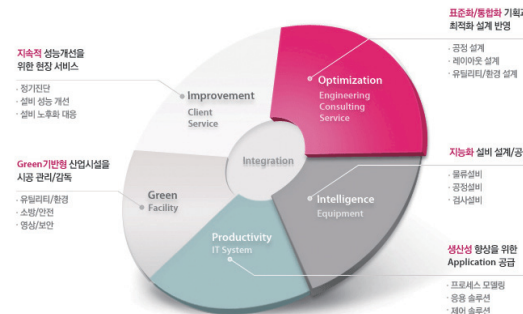 지속적 성능개선을
위한 현장 서비스
· 정기진단
· 설비 성능 개선
· 설비 노후화 대응
Green기반형 산업시설을
시공 관리/감독
· 유틸리티/환경
· 소방/안전
· 영상/보안
Improvement
Client
Service
Optimization
Engineering
Consulting
Service
Integration
Green
Facility
Intelligence
Equipment
Productivity
IT System
표준화/통합화 기획과
최적화 설계 반영
· 공정 설계
· 레이아웃 설계
· 유틸리티/환경 설계
지능화 설비 설계/공
· 물류설비
· 공정설비
· 검사설비
생산성 향상을 위한
Application 공급
· 프로세스 모델링
· 응용 솔루션
· 제어 솔루션